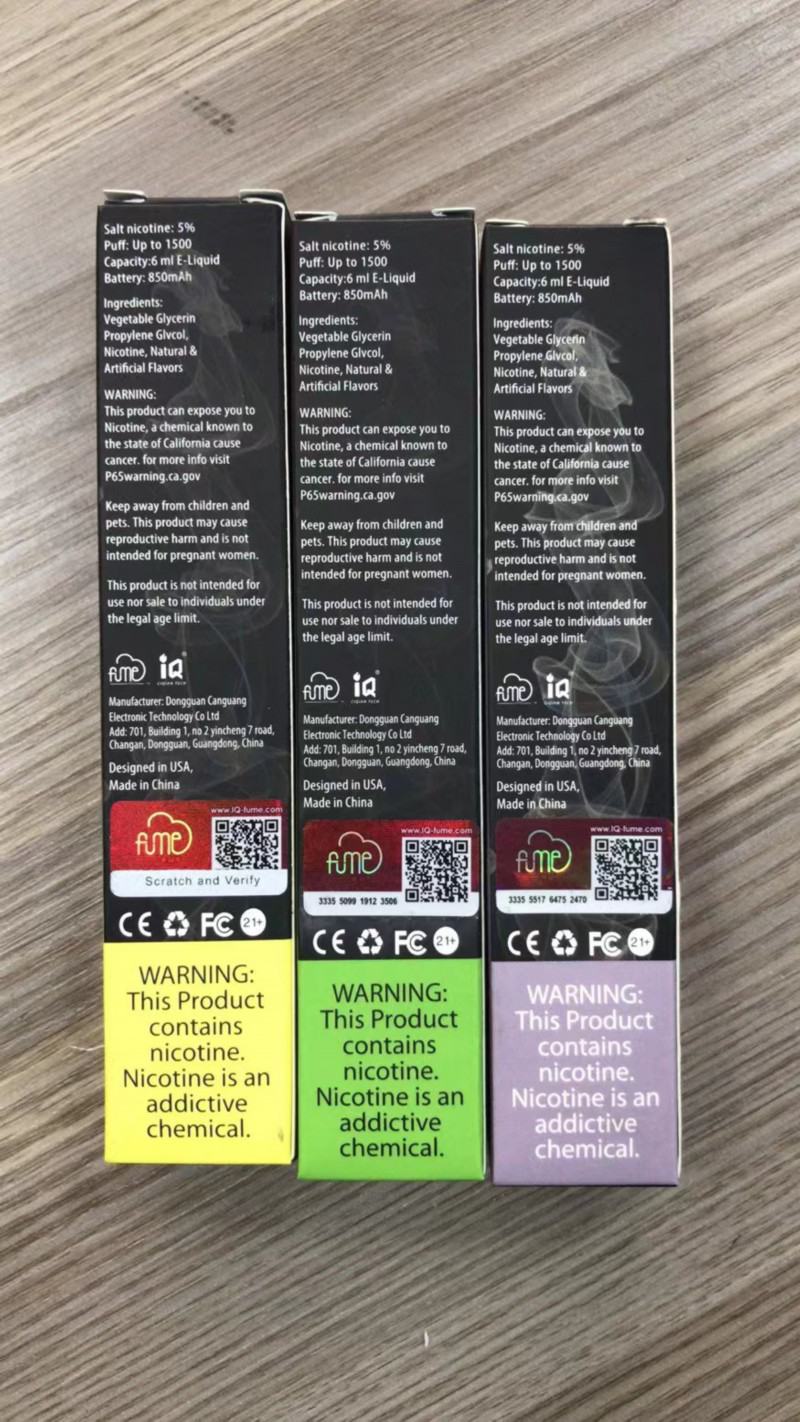 Salt nicotine: 5%
Puff: Up to 1500
Capacity:6 ml E-Liquid
Battery: 850mAh
Ingredients:
Vegetable Glycerin
Propylene Glvcol,
Nicotine, Natural &
Artificial Flavors
WARNING:
This product can expose you to
Nicotine, a chemical known to
the state of California cause
cancer. for more info visit
P65warning.ca.gov
Keep away from children and
pets. This product may cause
reproductive harm and is not
intended for pregnant women.
This product is not intended for
use nor sale to individuals under
the legal age limit.
fume iQ
Manufacturer: Dongguan Canguang
Electronic Technology Co Ltd
Add: 701, Building 1, no 2 yincheng 7 road,
Changan, Dongguan, Guangdong, China
Designed in USA,
Made in China
www.IQ-fume.com
fume
Scratch and Verify
CE FC 21+
WARNING:
This Product
contains
nicotine.
Nicotine is an
addictive
chemical.
Salt nicotine: 5%
Puff: Up to 1500
Capacity:6 ml E-Liquid
Battery: 850mAh
Ingredients:
Vegetable Glycerin
Propylene Glvcol,
Nicotine, Natural &
Artificial Flavors
WARNING:
This product can expose you to
Nicotine, a chemical known to
the state of California cause
cancer. for more info visit
P65warning.ca.gov
Keep away from children and
pets. This product may cause
reproductive harm and is not
intended for pregnant women.
This product is not intended for
use nor sale to individuals under
the legal age limit.
fume iQ
Manufacturer: Dongguan Canguang
Electronic Technology Co Ltd
Add: 701, Building 1, no 2 yincheng 7 road,
Changan, Dongguan, Guangdong, China
Designed in USA,
Made in China
www.IQ-fume.com
fume
3335 5099 1912 3506
CE FC 21+
WARNING:
This Product
contains
nicotine.
Nicotine is an
addictive
chemical.
Salt nicotine: 5%
Puff: Up to 1500
Capacity:6 ml E-Liquid
Battery: 850mAh
Ingredients:
Vegetable Glycerin
Propylene Glvcol,
Nicotine, Natural &
Artificial Flavors
WARNING:
This product can expose you to
Nicotine, a chemical known to
the state of California cause
cancer. for more info visit
P65warning.ca.gov
Keep away from children and
pets. This product may cause
reproductive harm and is not
intended for pregnant women.
This product is not intended for
use nor sale to individuals under
the legal age limit.
fume iQ
Manufacturer: Dongguan Canguang
Electronic Technology Co Ltd
Add: 701, Building 1, no 2 yincheng 7 road,
Changan, Dongguan, Guangdong, China
Designed in USA,
Made in China
www.IQ-fume.com
fume
3335 5517 6475 2470
CE FC 21+
WARNING:
This Product
contains
nicotine.
Nicotine is an
addictive
chemical.